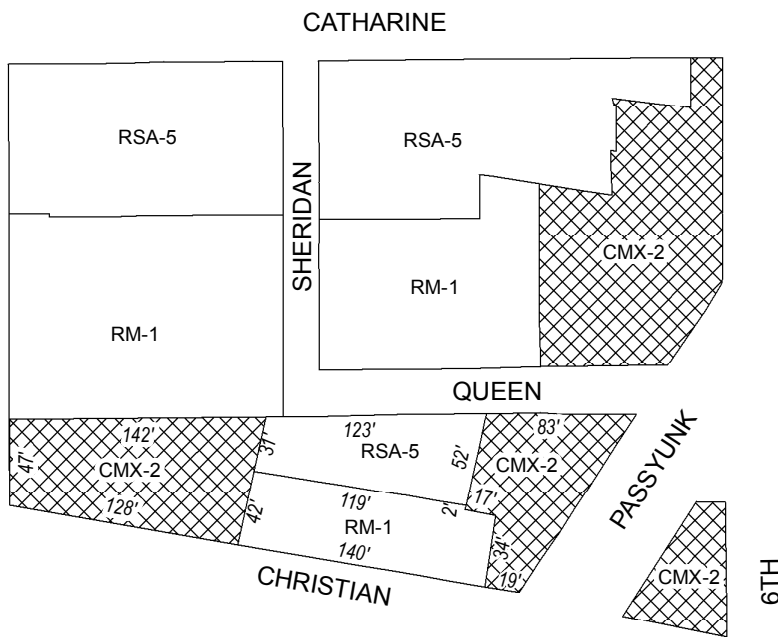 CATHARINE
RSA-5
RSA-5
SHERIDAN
CMX-2
RM-1
RM-1
QUEEN
142'
31'
123'
83'
PASSYUNK
47'
CMX-2
RSA-5
52'
CMX-2
128'
42'
119'
2'
17'
RM-1
34'
140'
19'
CHRISTIAN
CMX-2
6TH